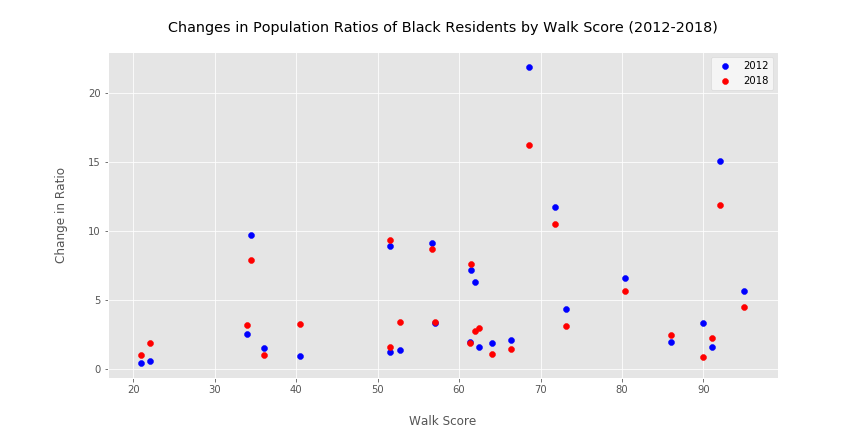 Changes in Population Ratios of Black Residents by Walk Score (2012-2018)
2012
2018
Change in Ratio
20
15
10
5
0
20 30 40 50 60 70 80 90
Walk Score